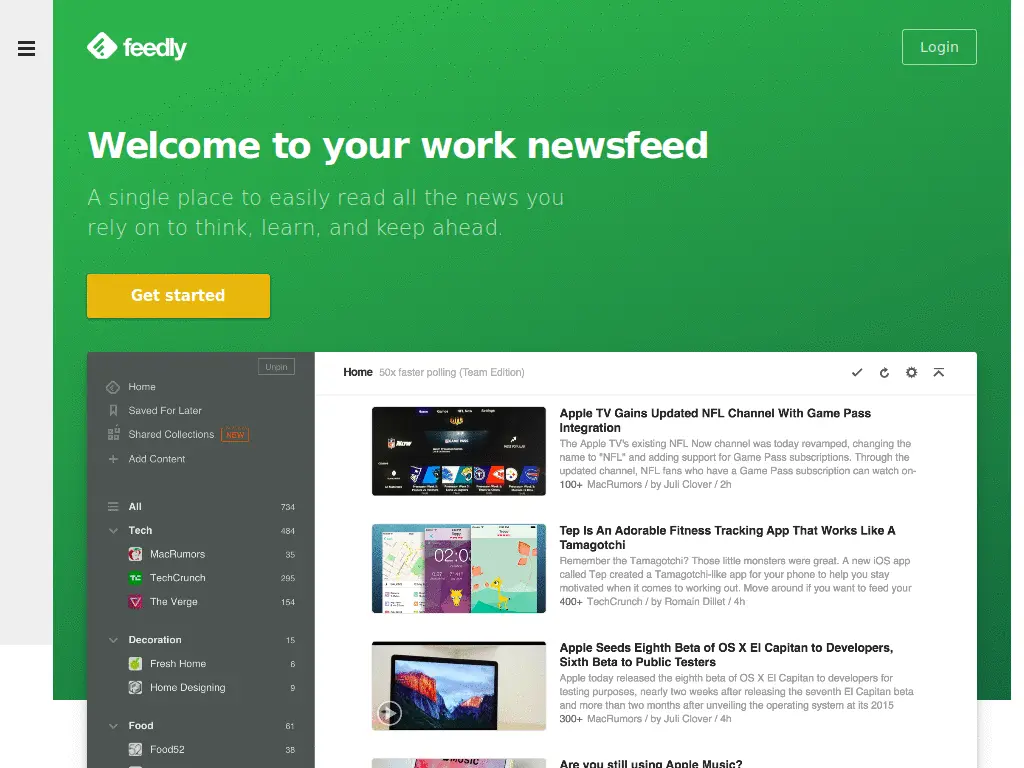 feedly
Login
Welcome to your work newsfeed
A single place to easily read all the news you
rely on to think, learn, and keep ahead.
Get started
Unpin
Home
Saved For Later
Shared Collections NEW
Add Content
All 734
Tech 484
MacRumors 35
TechCrunch 295
The Verge 154
Decoration 15
Fresh Home 6
Home Designing 9
Food 61
Food52 38
Home 50x faster polling (Team Edition)
Apple TV Gains Updated NFL Channel With Game Pass
Integration
The Apple TV's existing NFL Now channel was today revamped, changing the
name to "NFL" and adding support for Game Pass subscriptions. Through the
updated channel, NFL fans who have a Game Pass subscription can watch on-
100+ MacRumors / by Juli Clover / 2h
02:0
Tep Is An Adorable Fitness Tracking App That Works Like A
Tamagotchi
Remember the Tamagotchi? Those little monsters were great. A new iOS app
called Tep created a Tamagotchi-like app for your phone to help you stay
motivated when it comes to working out. Move around if you want to feed your
400+ TechCrunch / by Romain Dillet / 4h
Apple Seeds Eighth Beta of OS X El Capitan to Developers,
Sixth Beta to Public Testers
Apple today released the eighth beta of OS X El Capitan to developers for
testing purposes, nearly two weeks after releasing the seventh El Capitan beta
and more than two months after unveiling the operating system at its 2015
300+ MacRumors / by Juli Clover / 4h
Are you still using Apple Music?